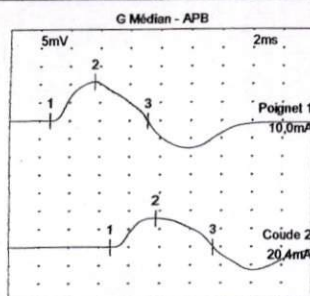 G Médian - APB
5mV 2ms
2
1 3 Poignet 1
10,0mA
2
1 3 Coude 2
20,4mA